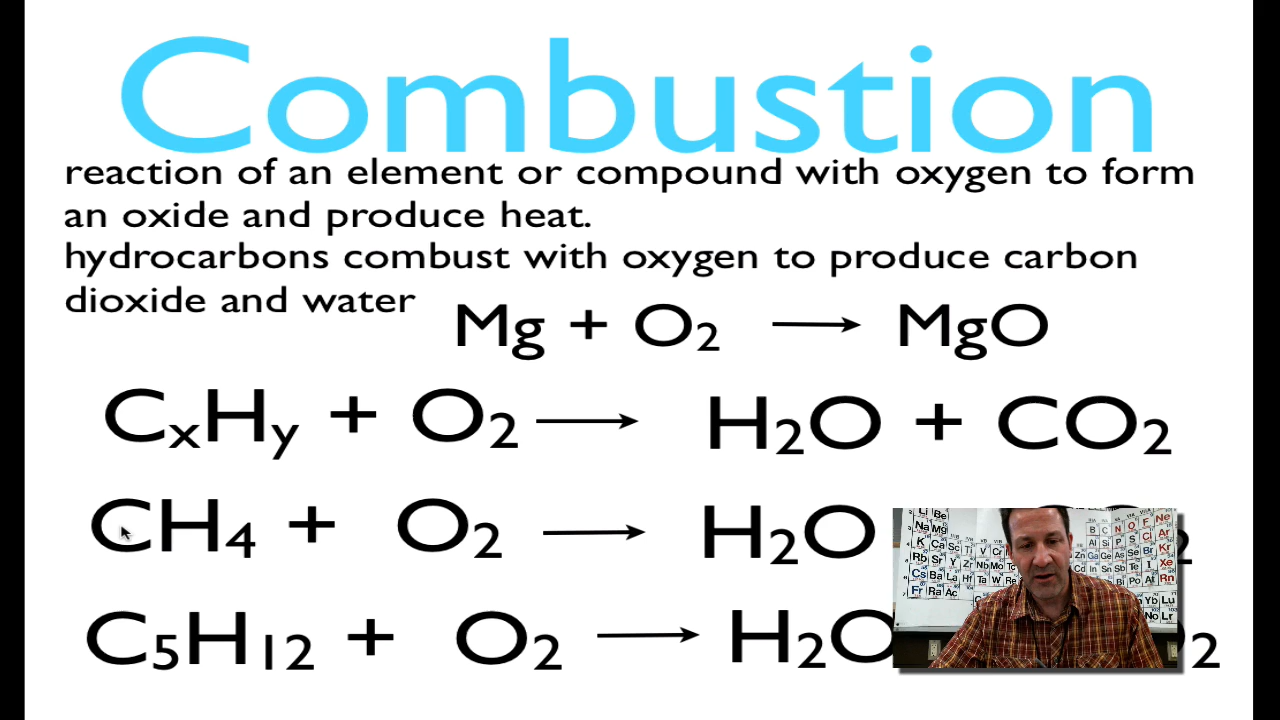 Combustion
reaction of an element or compound with oxygen to form
an oxide and produce heat.
hydrocarbons combust with oxygen to produce carbon
dioxide and water
Mg + O₂ → MgO
CₓHᵧ + O₂ → H₂O + CO₂
CH₄ + O₂ → H₂O
C₅H₁₂ + O₂ → H₂O